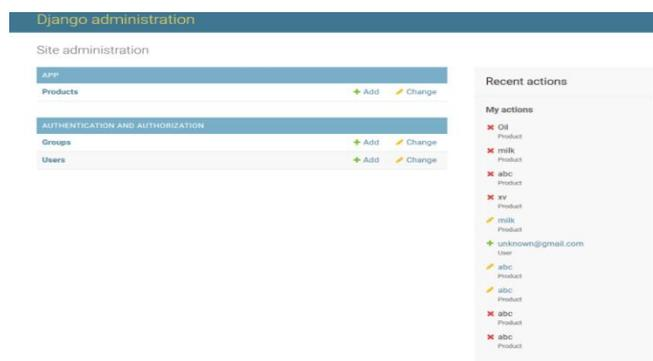 Django administration
Site administration
APP
Products + Add Change
AUTHENTICATION AND AUTHORIZATION
Groups + Add Change
Users + Add Change
Recent actions
My actions
Oil
Product
milk
Product
abc
Product
xv
Product
milk
Product
+ unknown@gmail.com
User
abc
Product
abc
Product
abc
Product
abc
Product